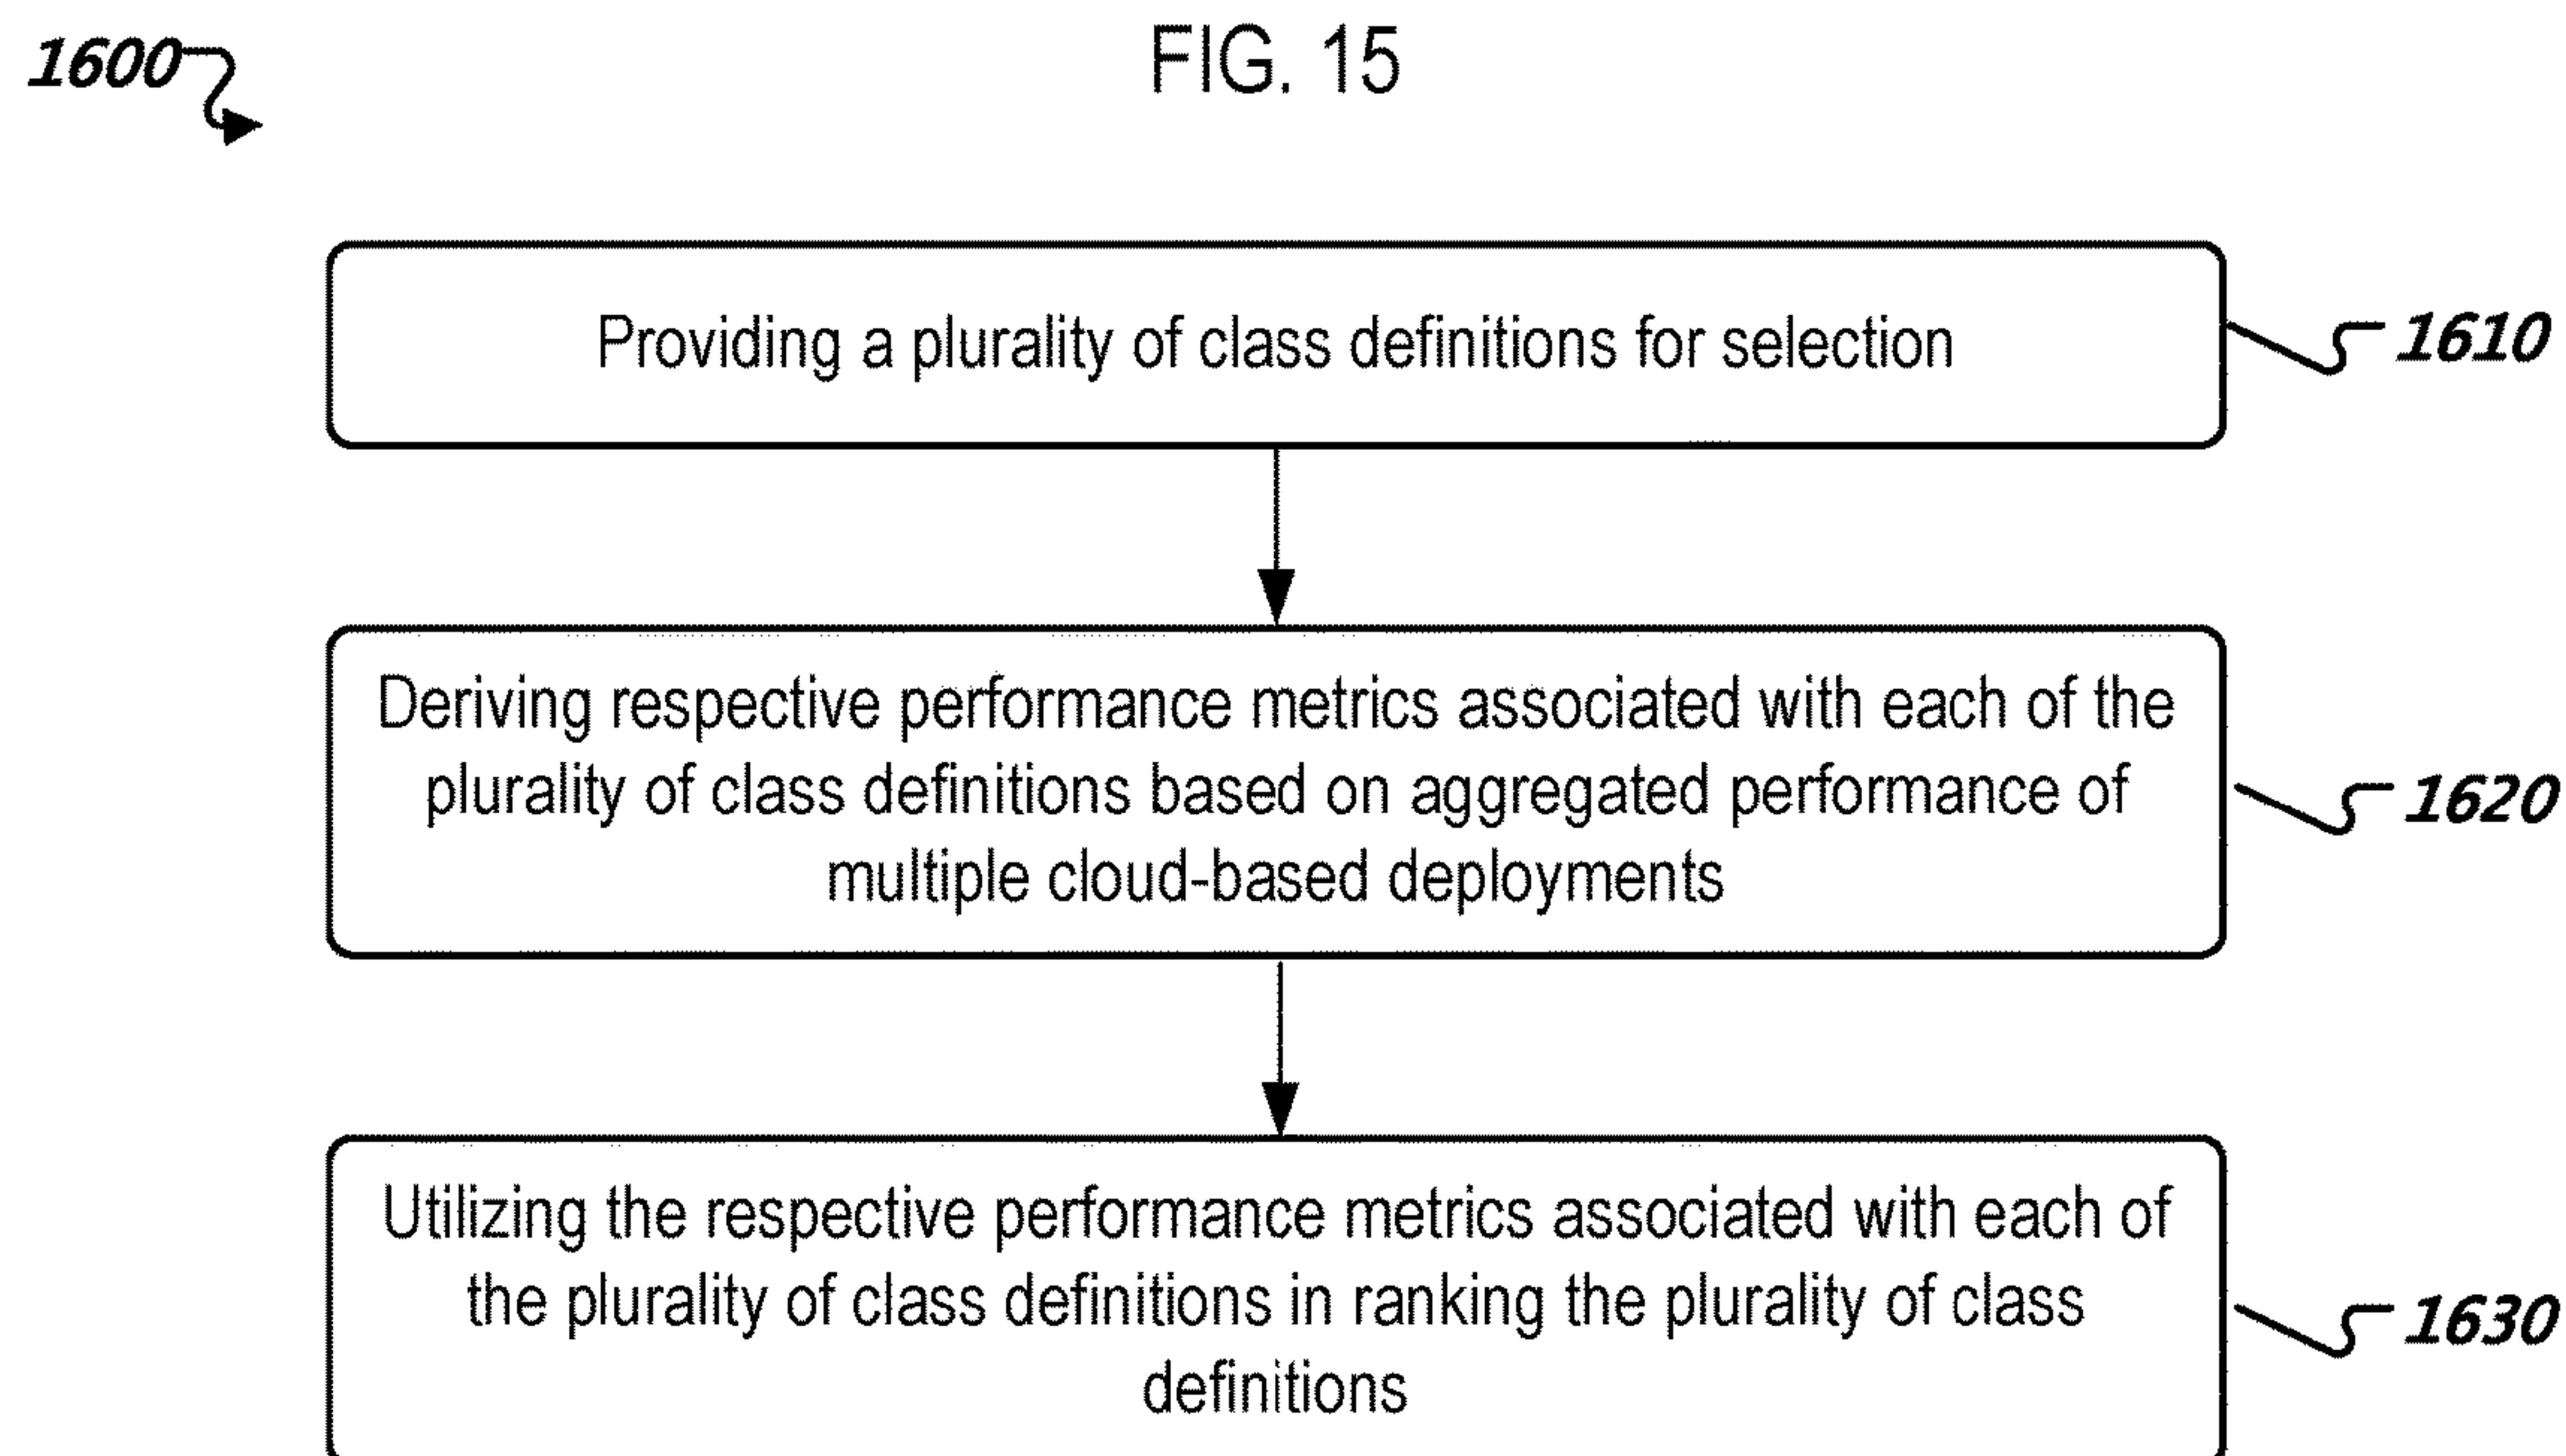 FIG. 15
1600
Providing a plurality of class definitions for selection
1610
Deriving respective performance metrics associated with each of the
plurality of class definitions based on aggregated performance of
multiple cloud-based deployments
1620
Utilizing the respective performance metrics associated with each of
the plurality of class definitions in ranking the plurality of class
definitions
1630